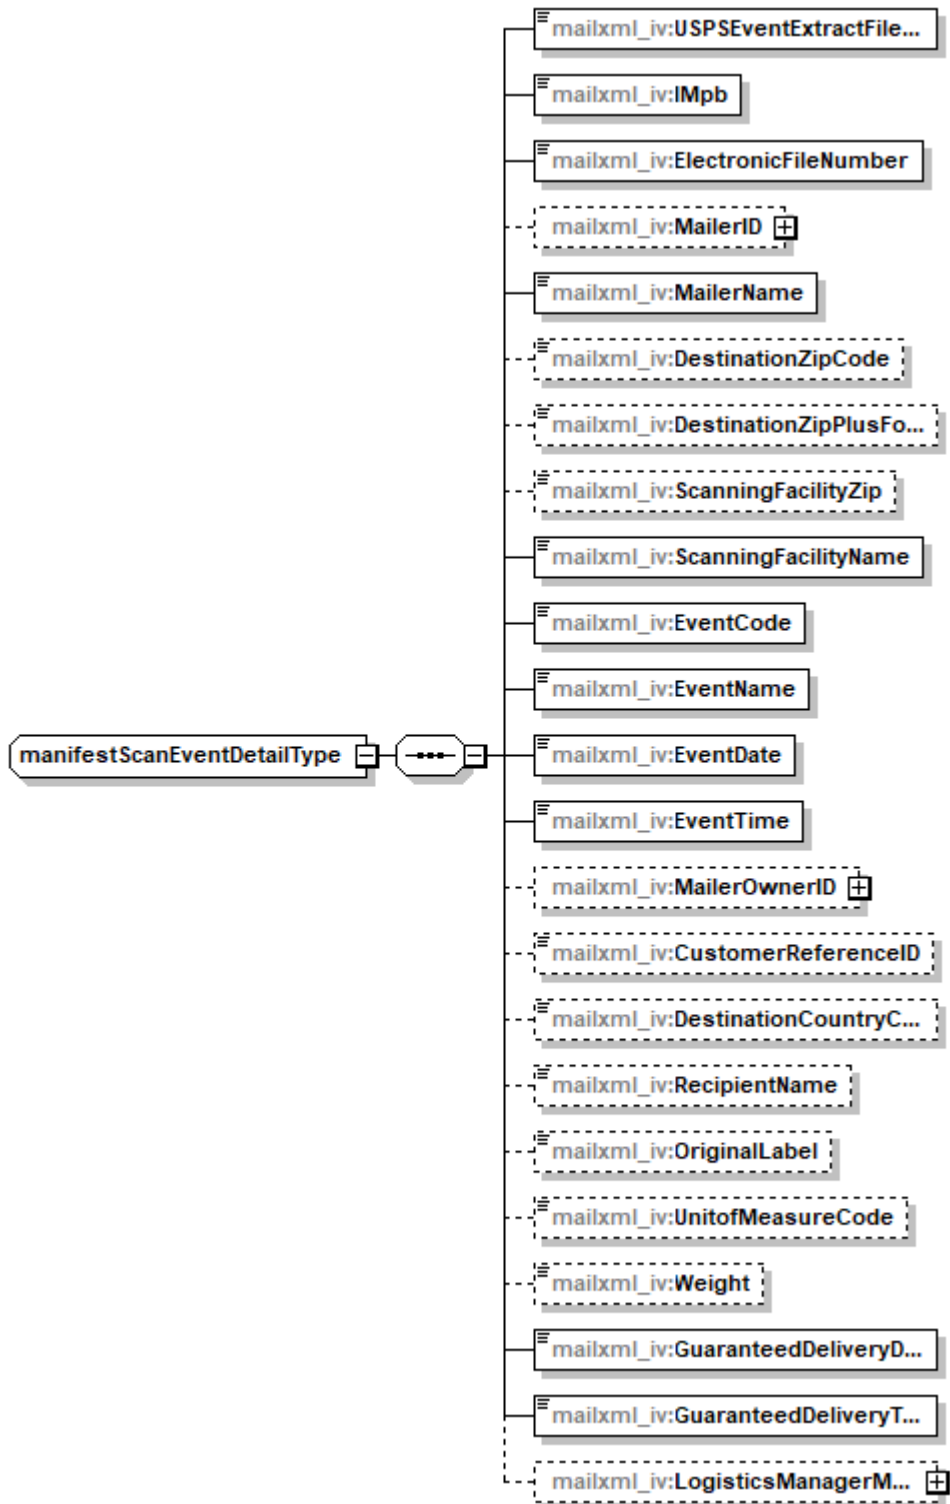 mailxml_iv:USPSEventExtractFile...
mailxml_iv:IMpb
mailxml_iv:ElectronicFileNumber
mailxml_iv:MailerID
mailxml_iv:MailerName
mailxml_iv:DestinationZipCode
mailxml_iv:DestinationZipPlusFo...
mailxml_iv:ScanningFacilityZip
mailxml_iv:ScanningFacilityName
mailxml_iv:EventCode
mailxml_iv:EventName
manifestScanEventDetailType
mailxml_iv:EventDate
mailxml_iv:EventTime
mailxml_iv:MailerOwnerID
mailxml_iv:CustomerReferenceID
mailxml_iv:DestinationCountryC...
mailxml_iv:RecipientName
mailxml_iv:OriginalLabel
mailxml_iv:UnitofMeasureCode
mailxml_iv:Weight
mailxml_iv:GuaranteedDeliveryD...
mailxml_iv:GuaranteedDeliveryT...
mailxml_iv:LogisticsManagerM...